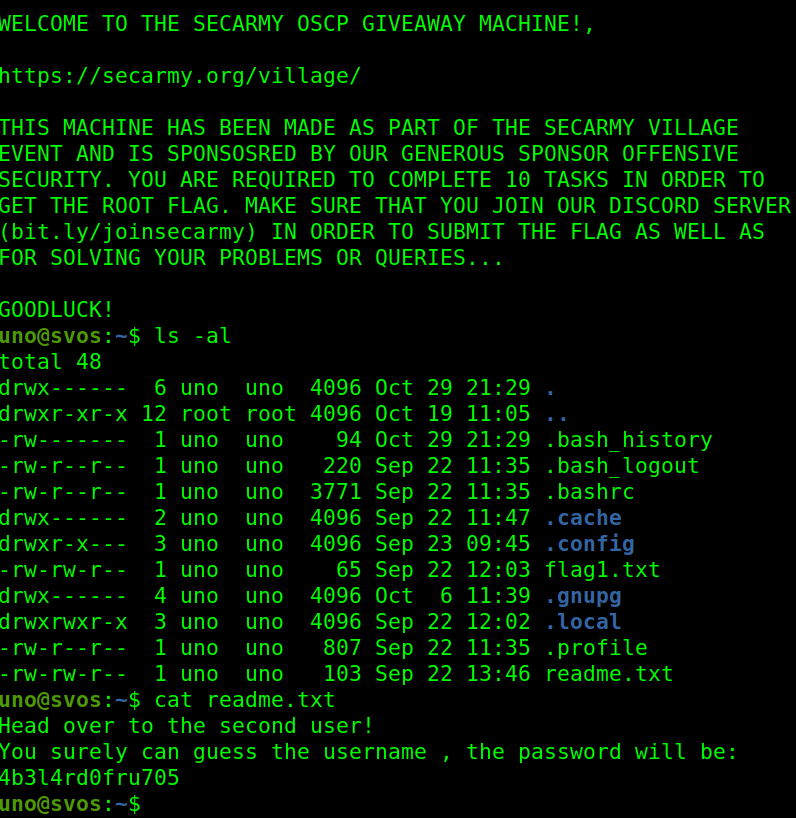 WELCOME TO THE SECARMY OSCP GIVEAWAY MACHINE!,
https://secarmy.org/village/
THIS MACHINE HAS BEEN MADE AS PART OF THE SECARMY VILLAGE
EVENT AND IS SPONSOSRED BY OUR GENEROUS SPONSOR OFFENSIVE
SECURITY. YOU ARE REQUIRED TO COMPLETE 10 TASKS IN ORDER TO
GET THE ROOT FLAG. MAKE SURE THAT YOU JOIN OUR DISCORD SERVER
(bit.ly/joinsecarmy) IN ORDER TO SUBMIT THE FLAG AS WELL AS
FOR SOLVING YOUR PROBLEMS OR QUERIES...
GOODLUCK!
uno@svos:~$ ls -al
total 48
drwx------  6 uno  uno  4096 Oct 29 21:29 .
drwxr-xr-x 12 root root 4096 Oct 19 11:05 ..
-rw-------  1 uno  uno    94 Oct 29 21:29 .bash_history
-rw-r--r--  1 uno  uno   220 Sep 22 11:35 .bash_logout
-rw-r--r--  1 uno  uno  3771 Sep 22 11:35 .bashrc
drwx------  2 uno  uno  4096 Sep 22 11:47 .cache
drwxr-x---  3 uno  uno  4096 Sep 23 09:45 .config
-rw-rw-r--  1 uno  uno    65 Sep 22 12:03 flag1.txt
drwx------  4 uno  uno  4096 Oct  6 11:39 .gnupg
drwxrwxr-x  3 uno  uno  4096 Sep 22 12:02 .local
-rw-r--r--  1 uno  uno   807 Sep 22 11:35 .profile
-rw-rw-r--  1 uno  uno   103 Sep 22 13:46 readme.txt
uno@svos:~$ cat readme.txt
Head over to the second user!
You surely can guess the username , the password will be:
4b3l4rd0fru705
uno@svos:~$